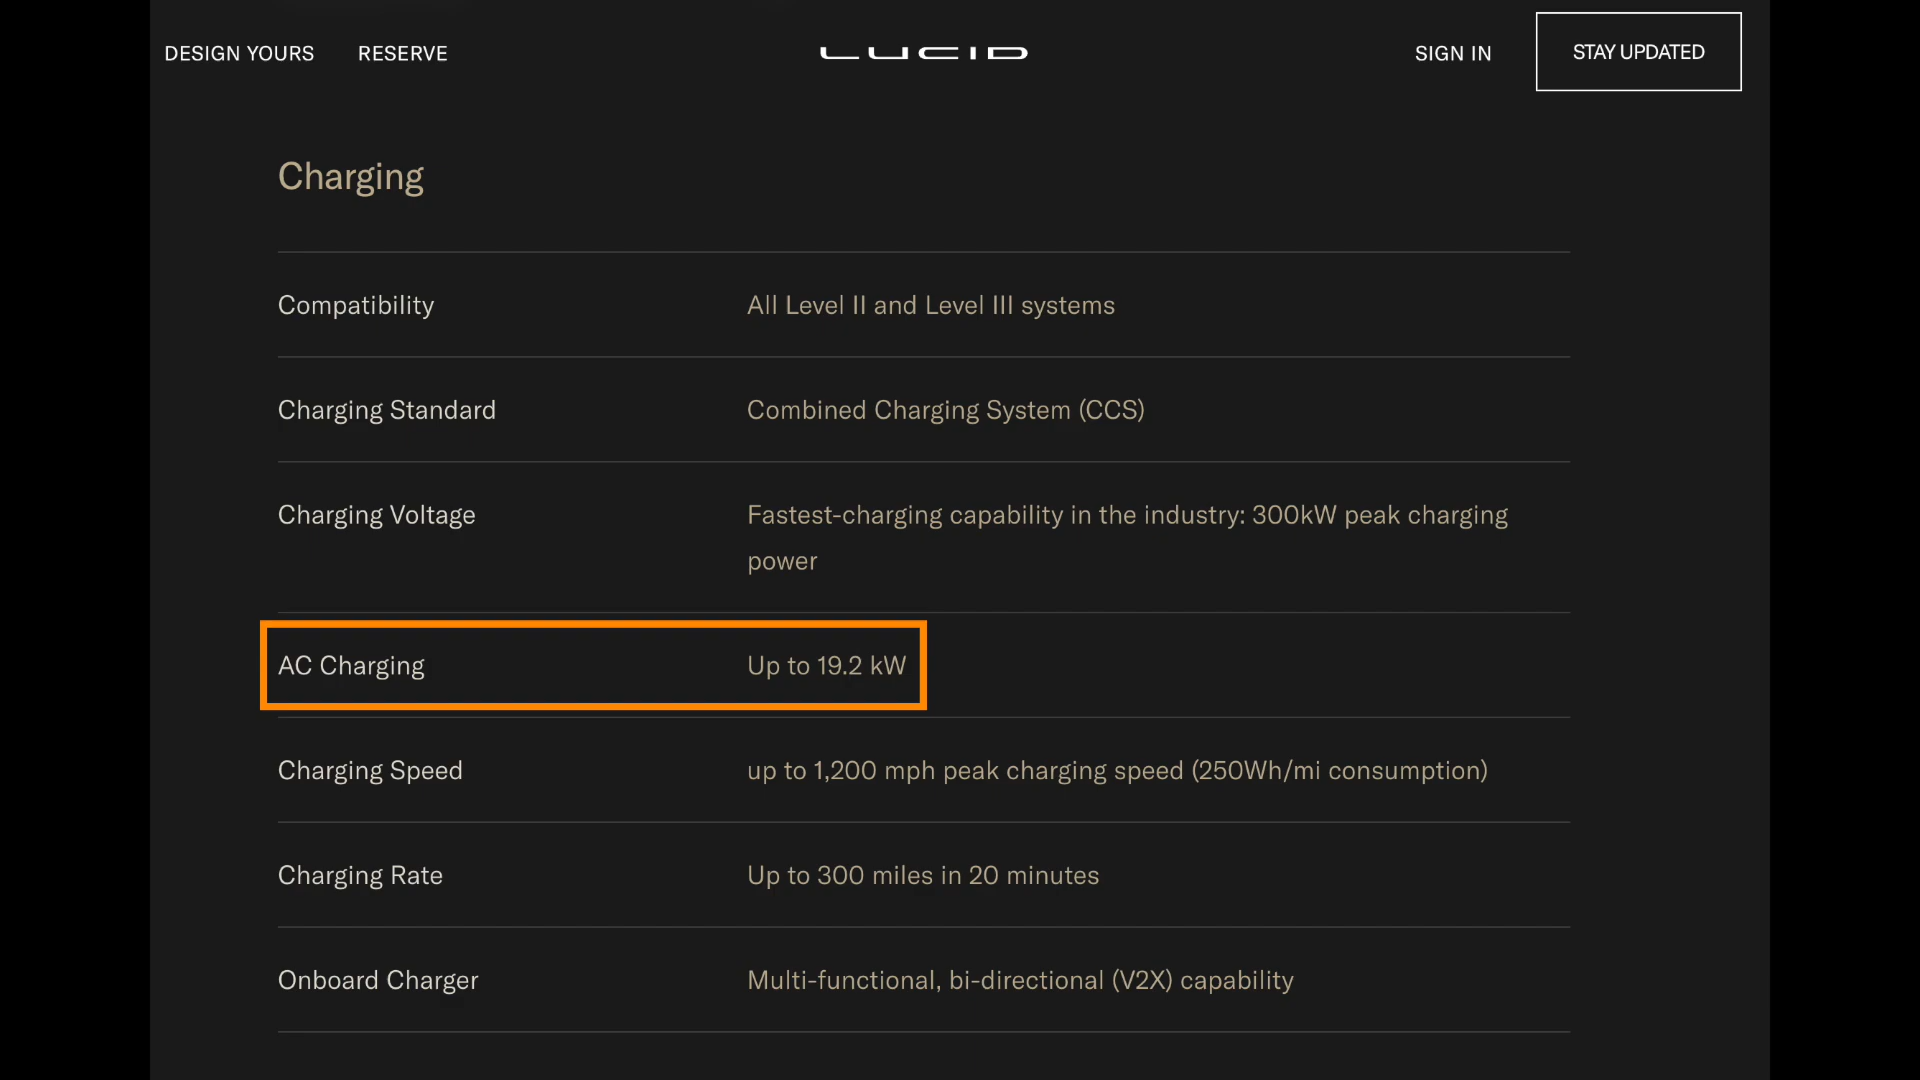 DESIGN YOURS RESERVE LUCID SIGN IN STAY UPDATED
Charging
Compatibility All Level II and Level III systems
Charging Standard Combined Charging System (CCS)
Charging Voltage Fastest-charging capability in the industry: 300kW peak charging
power
AC Charging Up to 19.2 kW
Charging Speed up to 1,200 mph peak charging speed (250Wh/mi consumption)
Charging Rate Up to 300 miles in 20 minutes
Onboard Charger Multi-functional, bi-directional (V2X) capability